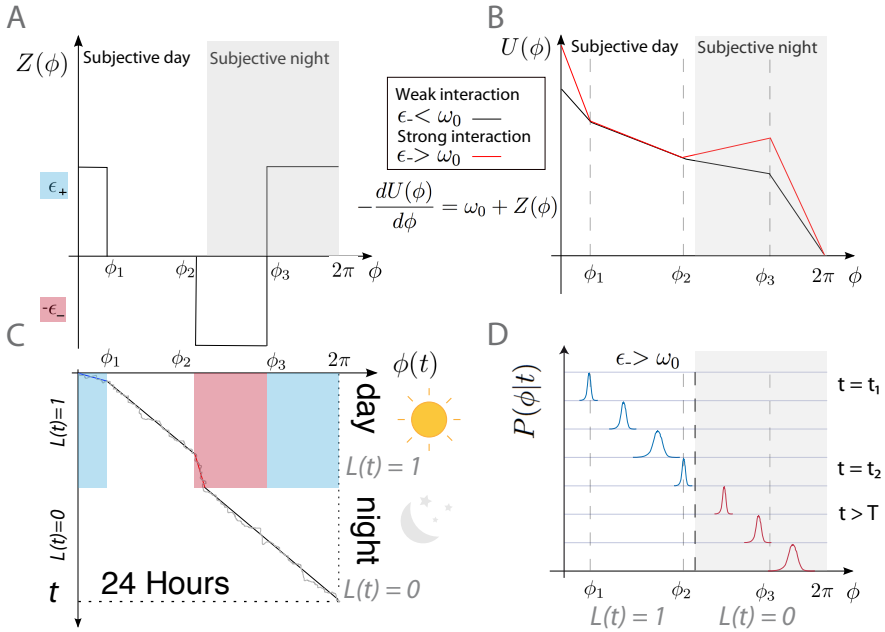 A
Z(ϕ)
Subjective day
Subjective night
ϵ₊
-ϵ₋
ϕ₁
ϕ₂
ϕ₃
2π
ϕ
B
U(ϕ)
Subjective day
Subjective night
Weak interaction
ϵ₋ < ω₀
Strong interaction
ϵ₋ > ω₀
-dU(ϕ)/dϕ = ω₀ + Z(ϕ)
ϕ₁
ϕ₂
ϕ₃
2π
ϕ
C
ϕ₁
ϕ₂
ϕ₃
2π
ϕ(t)
L(t)=1
L(t)=0
day
L(t) = 1
night
L(t) = 0
t
24 Hours
D
P(ϕ|t)
ϵ₋ > ω₀
t = t₁
t = t₂
t > T
ϕ₁
ϕ₂
ϕ₃
2π
ϕ
L(t) = 1
L(t) = 0